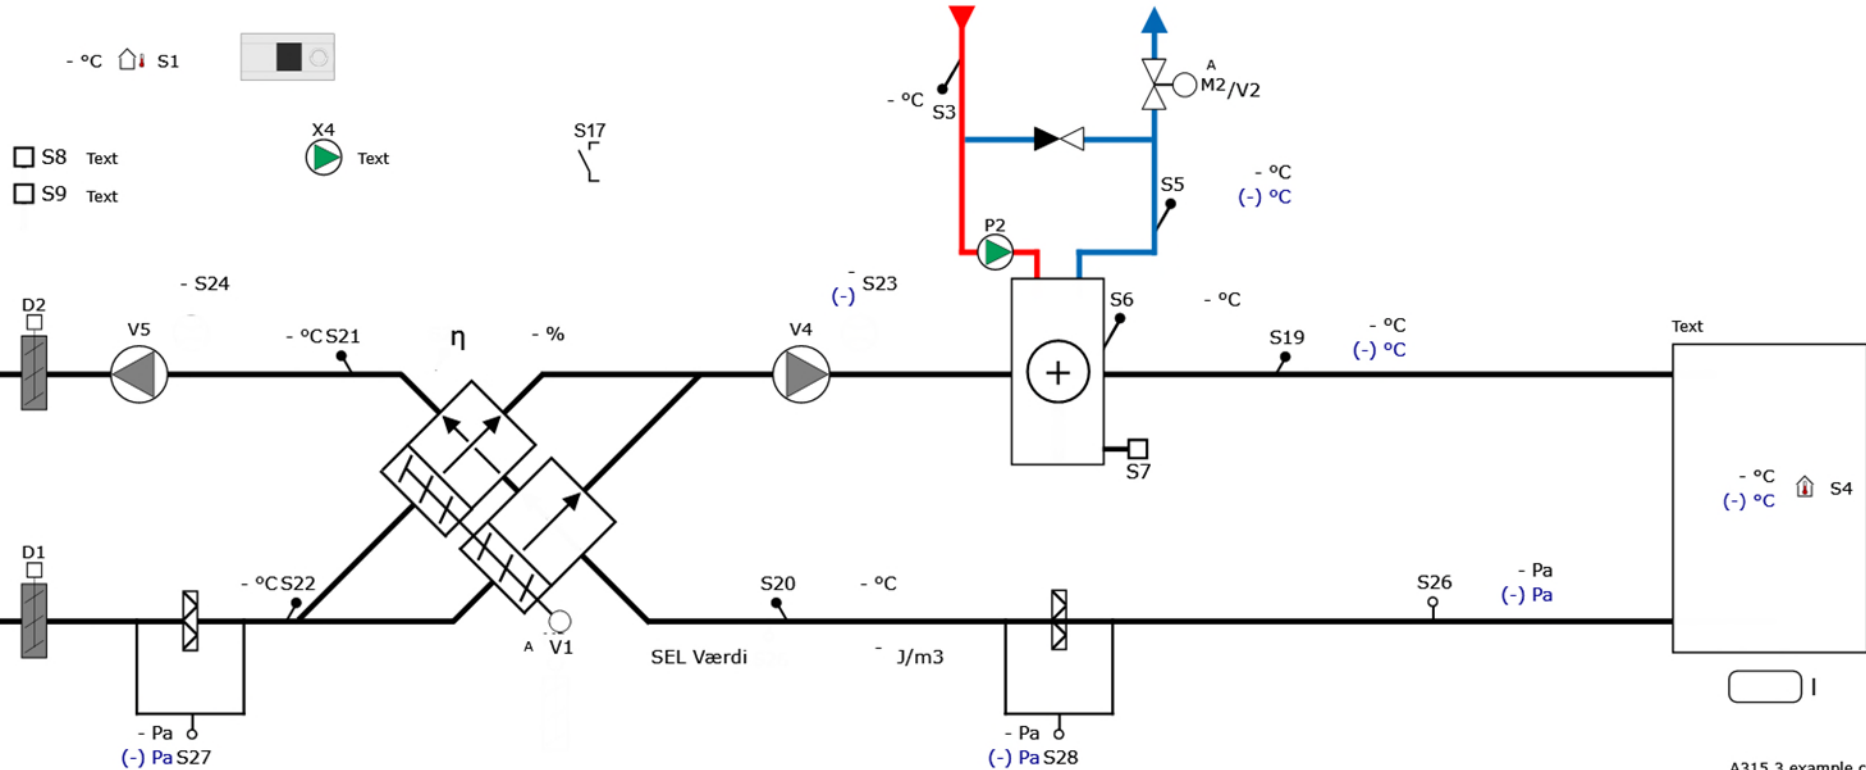 - °C S1
- °C
S3
A
M2/V2
X4
Text
S17
S8 Text
S9 Text
S5
- °C
(-) °C
P2
D2
- S24
V5
- °C S21
η
- %
-
(-) S23
V4
S6
- °C
S19
- °C
(-) °C
Text
S7
- °C
(-) °C
S4
D1
- °C S22
A
V1
S20
- °C
SEL Værdi - J/m3
S26
- Pa
(-) Pa
I
- Pa
(-) Pa S27
- Pa
(-) Pa S28